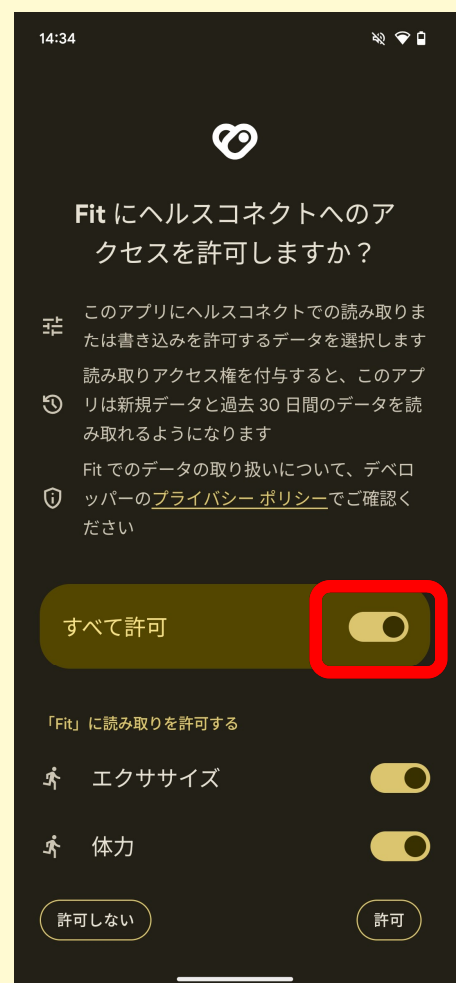 14:34
Fit にヘルスコネクトへのア
クセスを許可しますか？
このアプリにヘルスコネクトでの読み取りま
たは書き込みを許可するデータを選択します
読み取りアクセス権を付与すると、このアプ
リは新規データと過去 30 日間のデータを読
み取れるようになります
Fit でのデータの取り扱いについて、デベロ
ッパーのプライバシー ポリシーでご確認く
ださい
すべて許可
「Fit」に読み取りを許可する
エクササイズ
体力
許可しない
許可